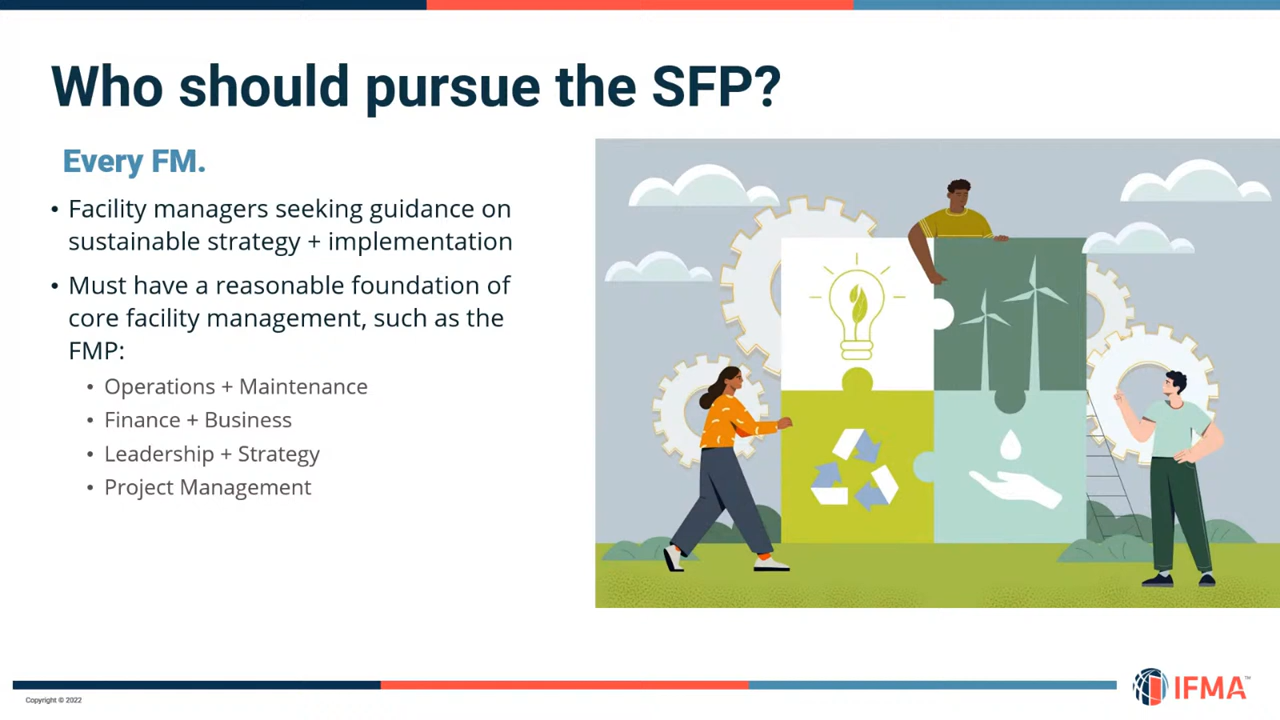 Who should pursue the SFP?
Every FM.
• Facility managers seeking guidance on
sustainable strategy + implementation
• Must have a reasonable foundation of
core facility management, such as the
FMP:
• Operations + Maintenance
• Finance + Business
• Leadership + Strategy
• Project Management
Copyright © 2022
IFMA™